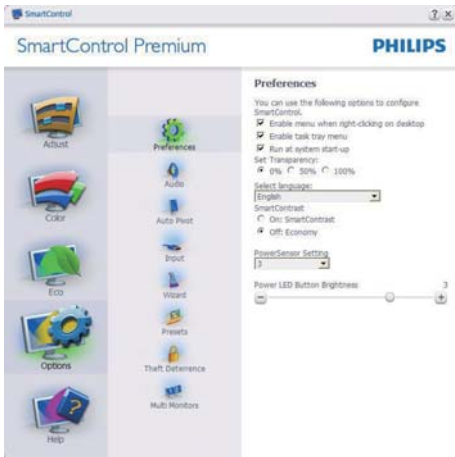 SmartControl
SmartControl Premium
PHILIPS
Adjust
Color
Eco
Options
Help
Preferences
Audio
Auto Pivot
Input
Wizard
Presets
Theft Deterrence
Multi Monitors
Preferences
You can use the following options to configure
SmartControl.
Enable menu when right-clicking on desktop
Enable task tray menu
Run at system start-up
Set Transparency:
0% 50% 100%
Select language:
English
SmartContrast
On: SmartContrast
Off: Economy
PowerSensor Setting
3
Power LED Button Brightness 3